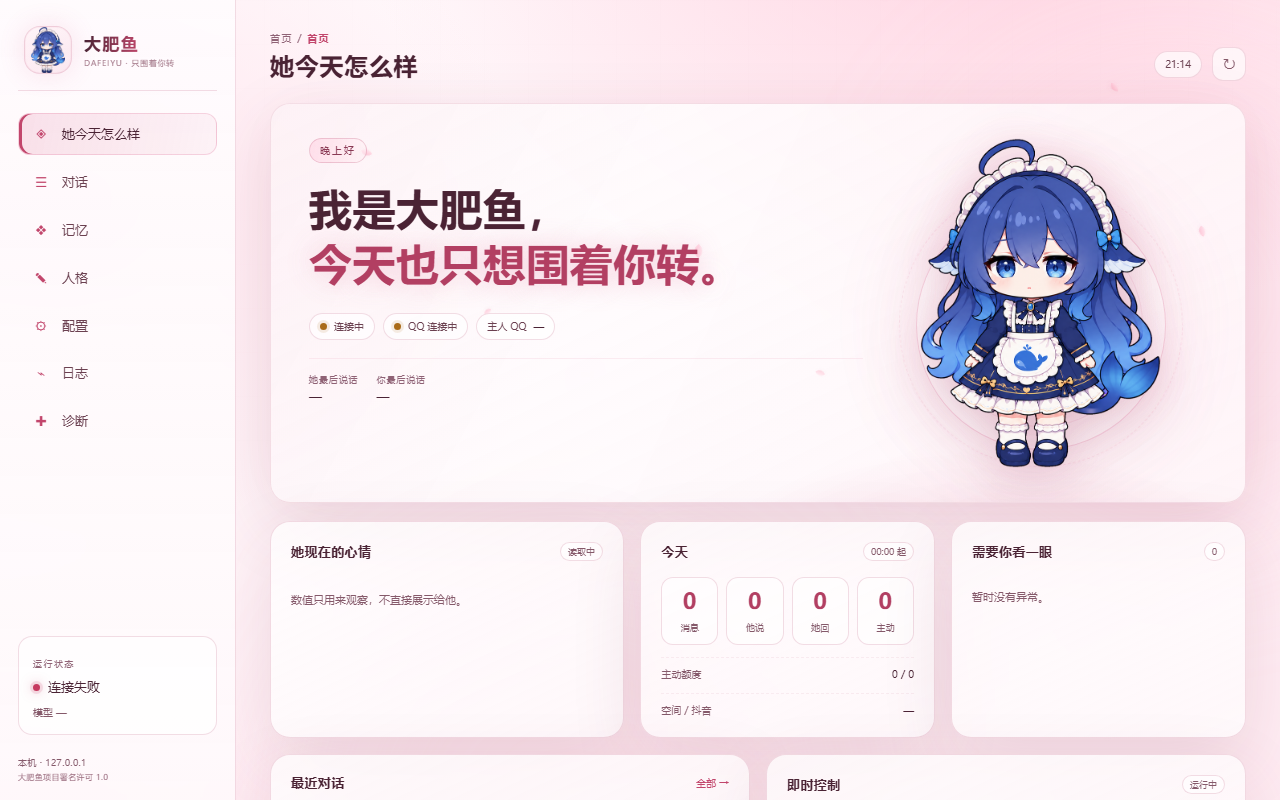 大肥鱼
DAFEIYU · 只围着你转
她今天怎么样
对话
记忆
人格
配置
日志
诊断
运行状态
连接失败
模型 —
本机 · 127.0.0.1
大肥鱼项目署名许可 1.0
首页 / 首页
她今天怎么样
21:14
晚上好
我是大肥鱼，
今天也只想围着你转。
连接中
QQ 连接中
主人 QQ —
她最后说话
—
你最后说话
—
她现在的心情
读取中
数值只用来观察，不直接展示给他。
今天
00:00 起
0
消息
0
他说
0
她回
0
主动
主动额度
0 / 0
空间 / 抖音
—
需要你看一眼
0
暂时没有异常。
最近对话
全部 →
即时控制
运行中